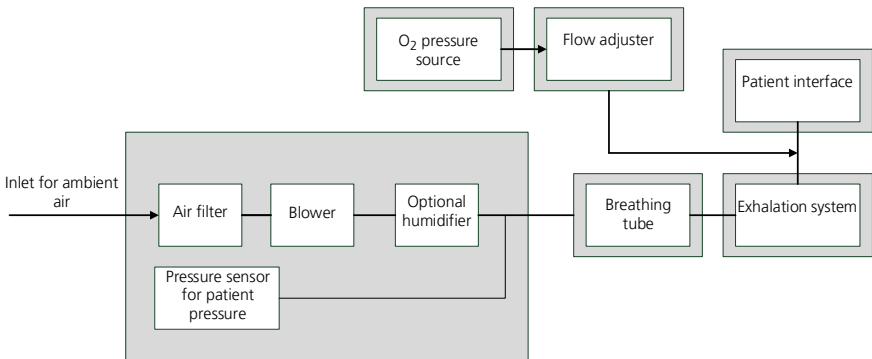 O₂ pressure
source
Flow adjuster
Patient interface
Inlet for ambient
air
Air filter
Blower
Optional
humidifier
Breathing
tube
Exhalation system
Pressure sensor
for patient
pressure